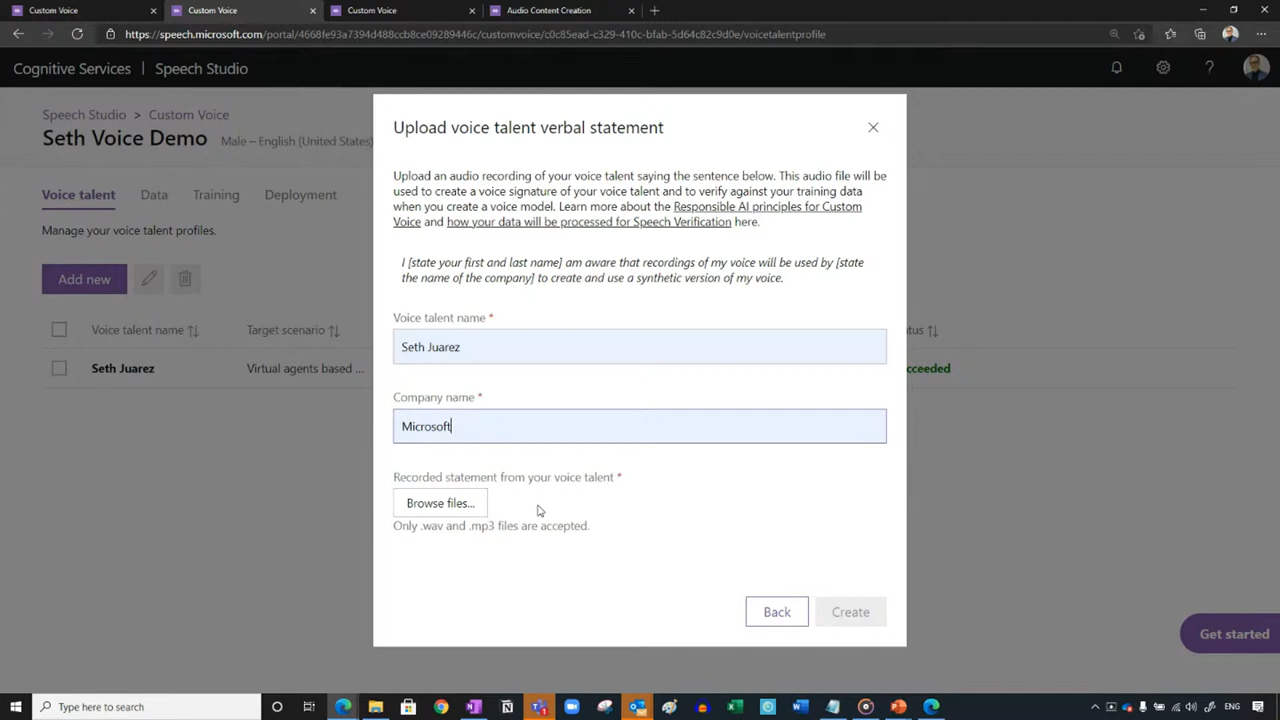 Custom Voice
Custom Voice
Custom Voice
Audio Content Creation
https://speech.microsoft.com/portal/4668fe93a7394d488ccb8ce09289446c/customvoice/c0c85ead-c329-410c-bfab-5d64c82c9d0e/voicetalentprofile
Cognitive Services | Speech Studio
Speech Studio > Custom Voice
Seth Voice Demo Male – English (United States)
Voice talent Data Training Deployment
Manage your voice talent profiles.
Add new
Voice talent name Target scenario
atus
Seth Juarez Virtual agents based ...
cceeded
Upload voice talent verbal statement
Upload an audio recording of your voice talent saying the sentence below. This audio file will be
used to create a voice signature of your voice talent and to verify against your training data
when you create a voice model. Learn more about the Responsible AI principles for Custom
Voice and how your data will be processed for Speech Verification here.
I [state your first and last name] am aware that recordings of my voice will be used by [state
the name of the company] to create and use a synthetic version of my voice.
Voice talent name *
Seth Juarez
Company name *
Microsoft
Recorded statement from your voice talent *
Browse files...
Only .wav and .mp3 files are accepted.
Back Create
Get started
Type here to search
ENG